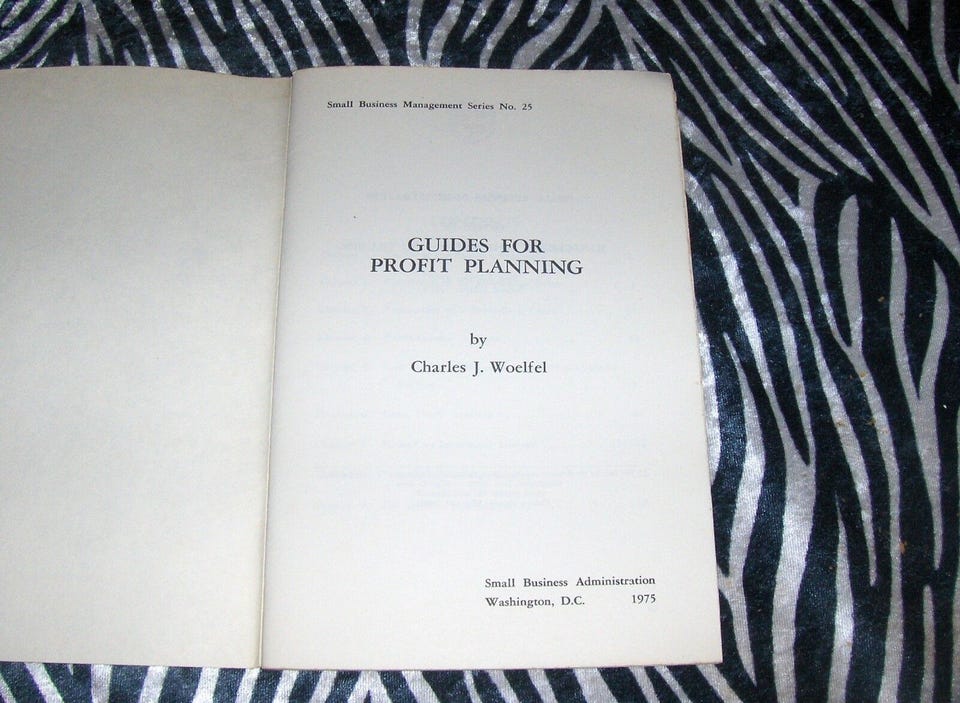 Small Business Management Series No. 25
GUIDES FOR
PROFIT PLANNING
by
Charles J. Woelfel
Small Business Administration
Washington, D.C. 1975